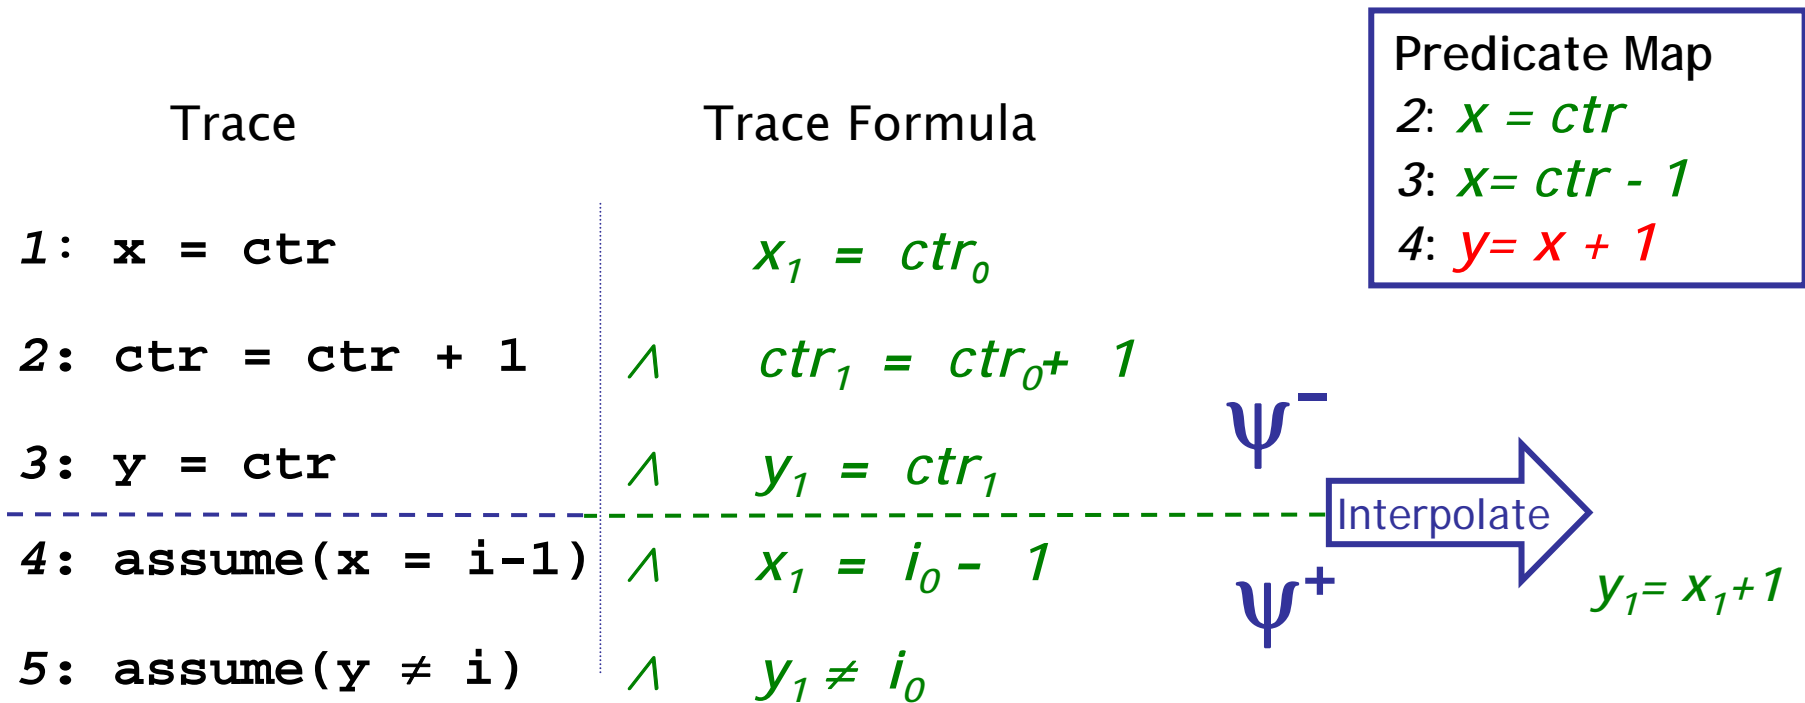 Predicate Map
2: x = ctr
3: x= ctr - 1
4: y= x + 1
Trace
Trace Formula
1: x = ctr
x₁ = ctr₀
2: ctr = ctr + 1
∧ ctr₁ = ctr₀+ 1
3: y = ctr
∧ y₁ = ctr₁
ψ⁻
Interpolate
4: assume(x = i-1)
∧ x₁ = i₀ - 1
ψ⁺
y₁= x₁+1
5: assume(y ≠ i)
∧ y₁ ≠ i₀